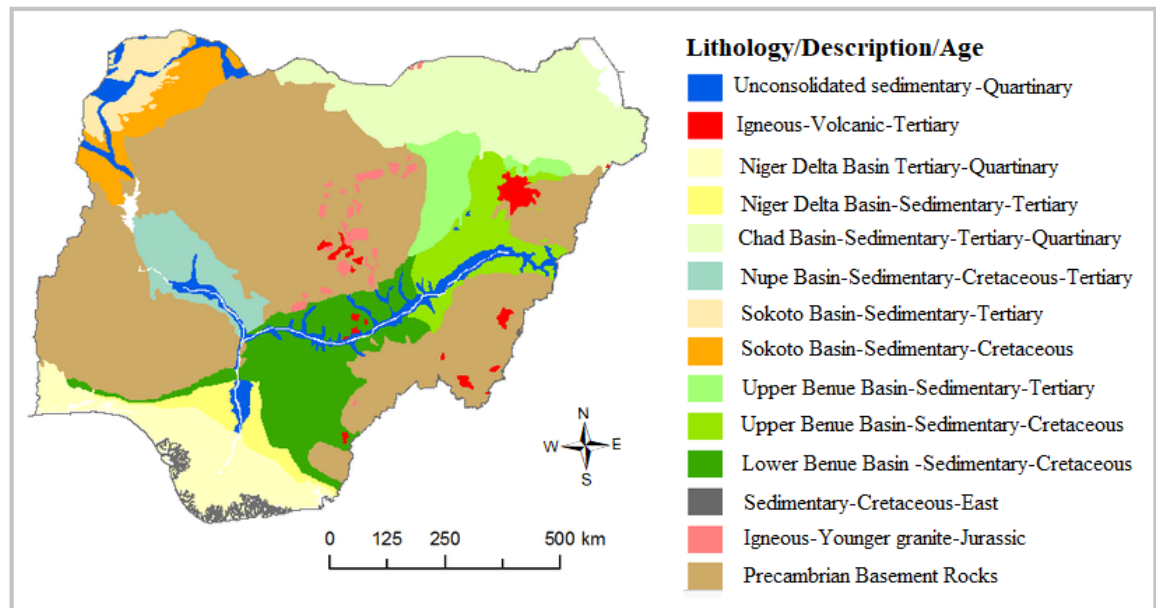 Lithology/Description/Age
Unconsolidated sedimentary-Quartinary
Igneous-Volcanic-Tertiary
Niger Delta Basin Tertiary-Quartinary
Niger Delta Basin-Sedimentary-Tertiary
Chad Basin-Sedimentary-Tertiary-Quartinary
Nupe Basin-Sedimentary-Cretaceous-Tertiary
Sokoto Basin-Sedimentary-Tertiary
Sokoto Basin-Sedimentary-Cretaceous
Upper Benue Basin-Sedimentary-Tertiary
Upper Benue Basin-Sedimentary-Cretaceous
Lower Benue Basin -Sedimentary-Cretaceous
Sedimentary-Cretaceous-East
Igneous-Younger granite-Jurassic
Precambrian Basement Rocks
N
W E
S
0 125 250 500 km